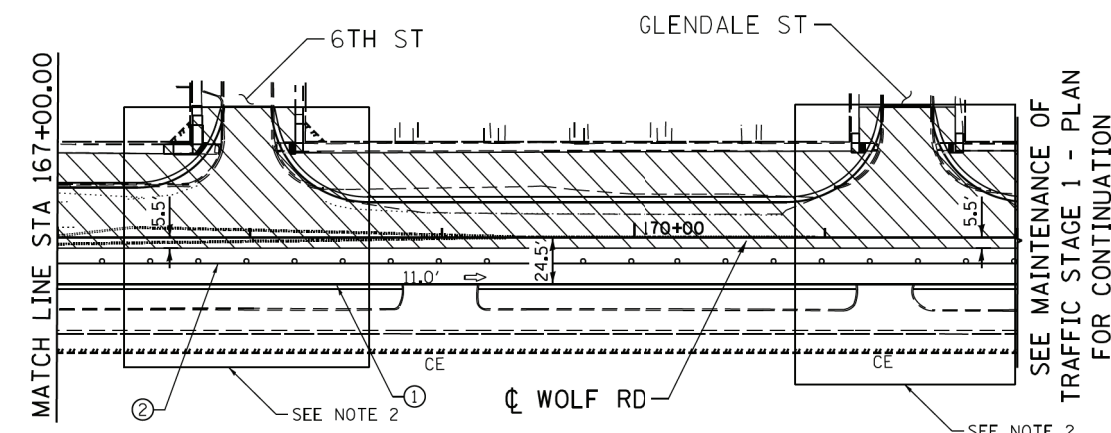 6TH ST
GLENDALE ST
MATCH LINE STA 167+00.00
5.5'
170+00
5.5'
24.5'
11.0'
CE
CE
℄ WOLF RD
2
1
SEE NOTE 2
SEE NOTE 2
SEE MAINTENANCE OF
TRAFFIC STAGE 1 - PLAN
FOR CONTINUATION